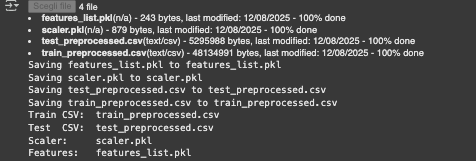 Scegli file 4 file
• features_list.pkl(n/a) - 243 bytes, last modified: 12/08/2025 - 100% done
• scaler.pkl(n/a) - 879 bytes, last modified: 12/08/2025 - 100% done
• test_preprocessed.csv(text/csv) - 5295988 bytes, last modified: 12/08/2025 - 100% done
• train_preprocessed.csv(text/csv) - 48134991 bytes, last modified: 12/08/2025 - 100% done
Saving features_list.pkl to features_list.pkl
Saving scaler.pkl to scaler.pkl
Saving test_preprocessed.csv to test_preprocessed.csv
Saving train_preprocessed.csv to train_preprocessed.csv
Train CSV:  train_preprocessed.csv
Test  CSV:  test_preprocessed.csv
Scaler:     scaler.pkl
Features:   features_list.pkl